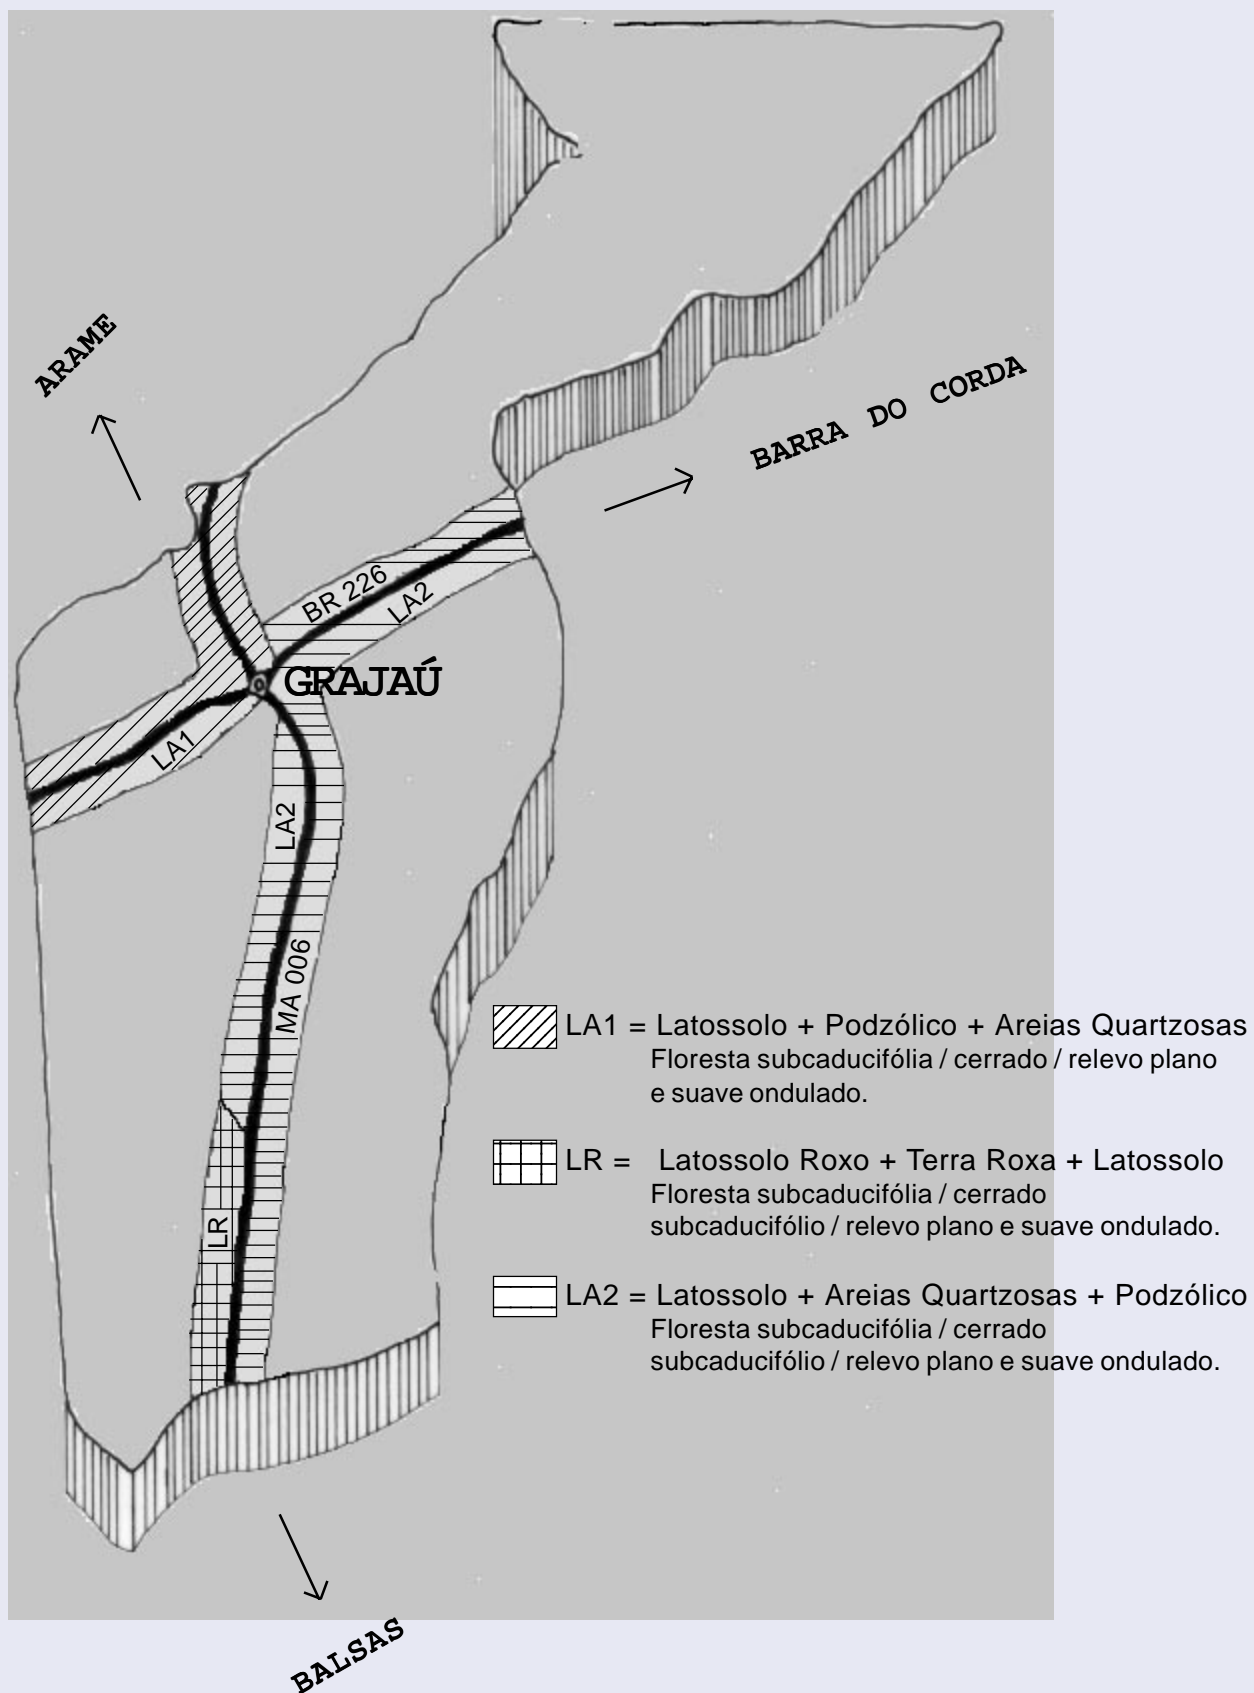 ARAME
BARRA DO CORDA
BR 226
LA2
GRAJAÚ
LA1
LA2
MA 006
LR
LA1 = Latossolo + Podzólico + Areias Quartzosas
Floresta subcaducifólia / cerrado / relevo plano
e suave ondulado.
LR = Latossolo Roxo + Terra Roxa + Latossolo
Floresta subcaducifólia / cerrado
subcaducifólio / relevo plano e suave ondulado.
LA2 = Latossolo + Areias Quartzosas + Podzólico
Floresta subcaducifólia / cerrado
subcaducifólio / relevo plano e suave ondulado.
BALSAS